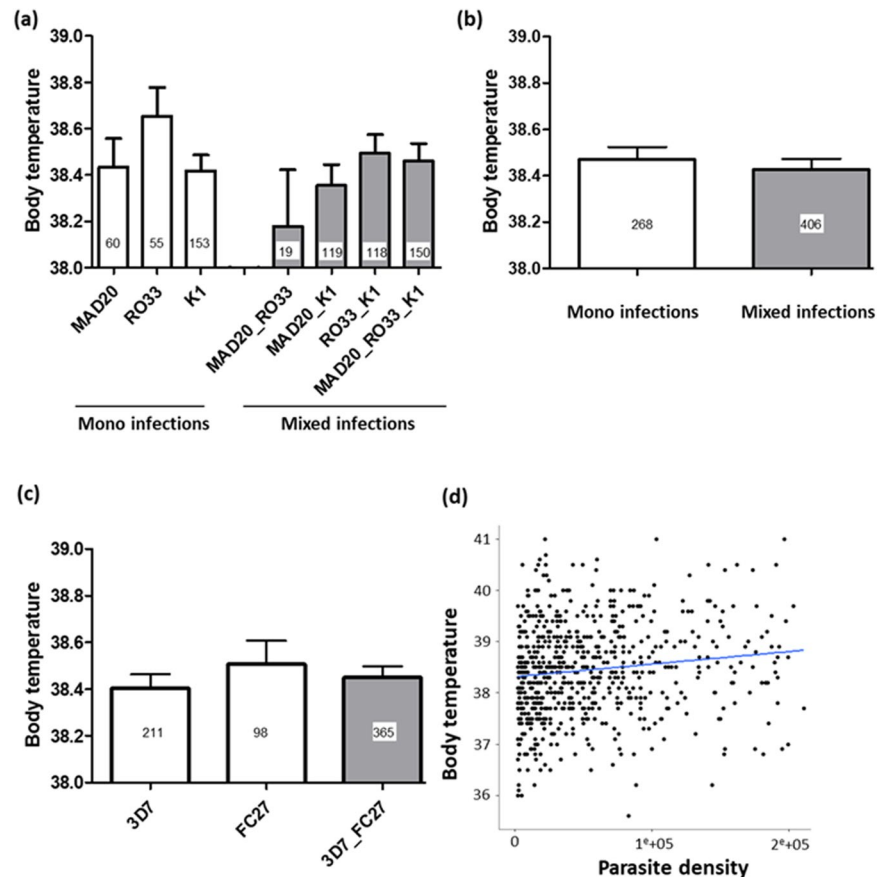 (a)
Body temperature
39.0
38.8
38.6
38.4
38.2
38.0
60
55
153
19
119
118
150
MAD20
RO33
K1
MAD20_RO33
MAD20_K1
RO33_K1
MAD20_RO33_K1
Mono infections
Mixed infections
(b)
Body temperature
39.0
38.8
38.6
38.4
38.2
38.0
268
406
Mono infections
Mixed infections
(c)
Body temperature
39.0
38.8
38.6
38.4
38.2
38.0
211
98
365
3D7
FC27
3D7_FC27
(d)
Body temperature
41
40
39
38
37
36
0
1e+05
2e+05
Parasite density